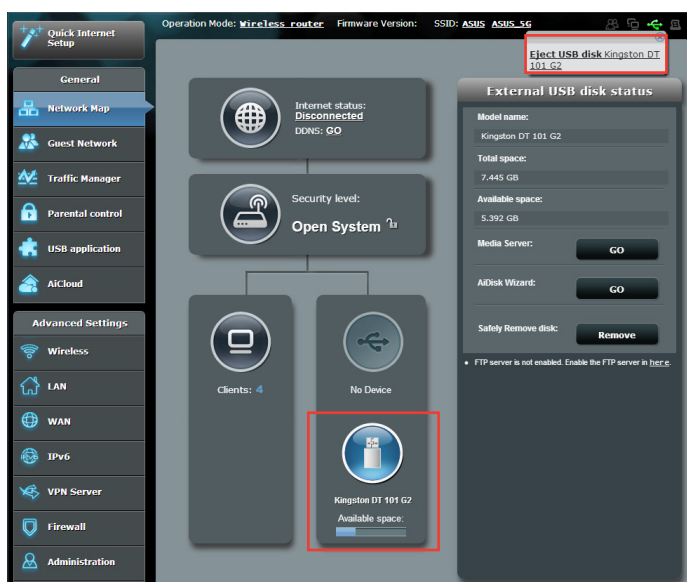 Operation Mode: Wireless router Firmware Version: SSID: ASUS ASUS_5G
Quick Internet
Setup
General
Network Map
Guest Network
Traffic Manager
Parental control
USB application
AiCloud
Advanced Settings
Wireless
LAN
WAN
IPv6
VPN Server
Firewall
Administration
Internet status:
Disconnected
DDNS: GO
Security level:
Open System
Clients: 4
No Device
Kingston DT 101 G2
Available space:
Eject USB disk Kingston DT
101 G2
External USB disk status
Model name:
Kingston DT 101 G2
Total space:
7.445 GB
Available space:
5.392 GB
Media Server: GO
AiDisk Wizard: GO
Safely Remove disk: Remove
• FTP server is not enabled. Enable the FTP server in here.